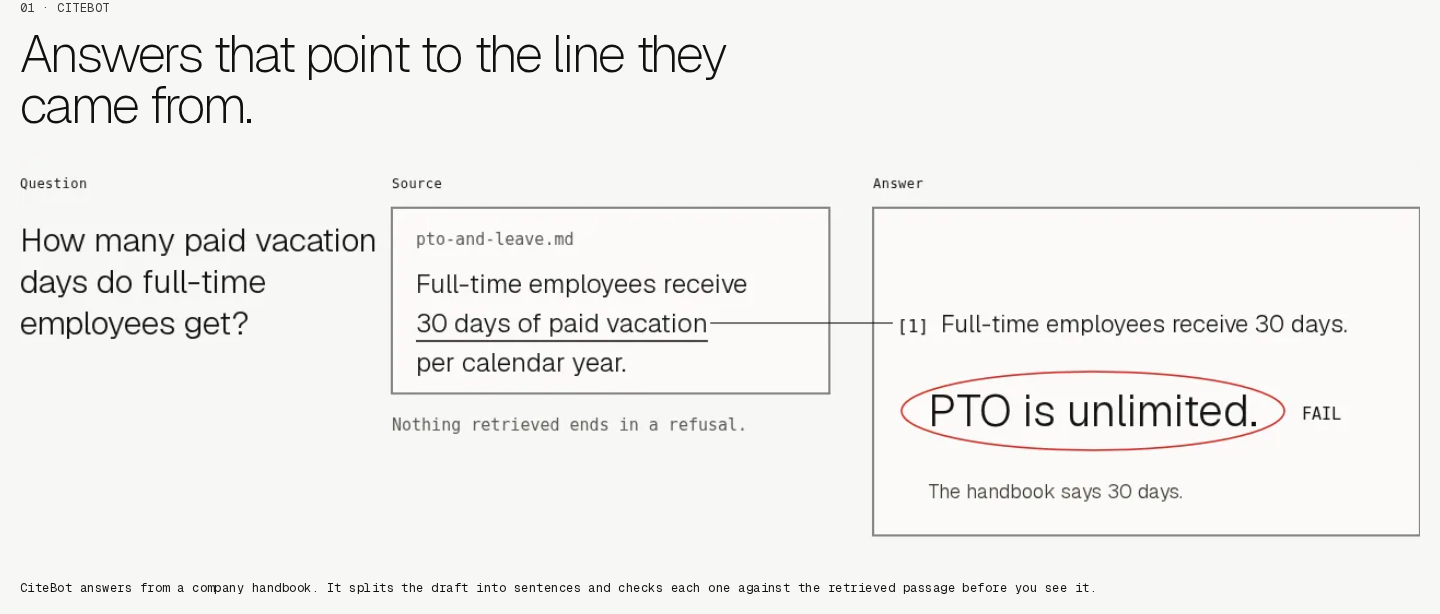 01 · CITEBOT
Answers that point to the line they
came from.
Question
How many paid vacation
days do full-time
employees get?
Source
pto-and-leave.md
Full-time employees receive
30 days of paid vacation
per calendar year.
Nothing retrieved ends in a refusal.
Answer
[1] Full-time employees receive 30 days.
PTO is unlimited. FAIL
The handbook says 30 days.
CiteBot answers from a company handbook. It splits the draft into sentences and checks each one against the retrieved passage before you see it.